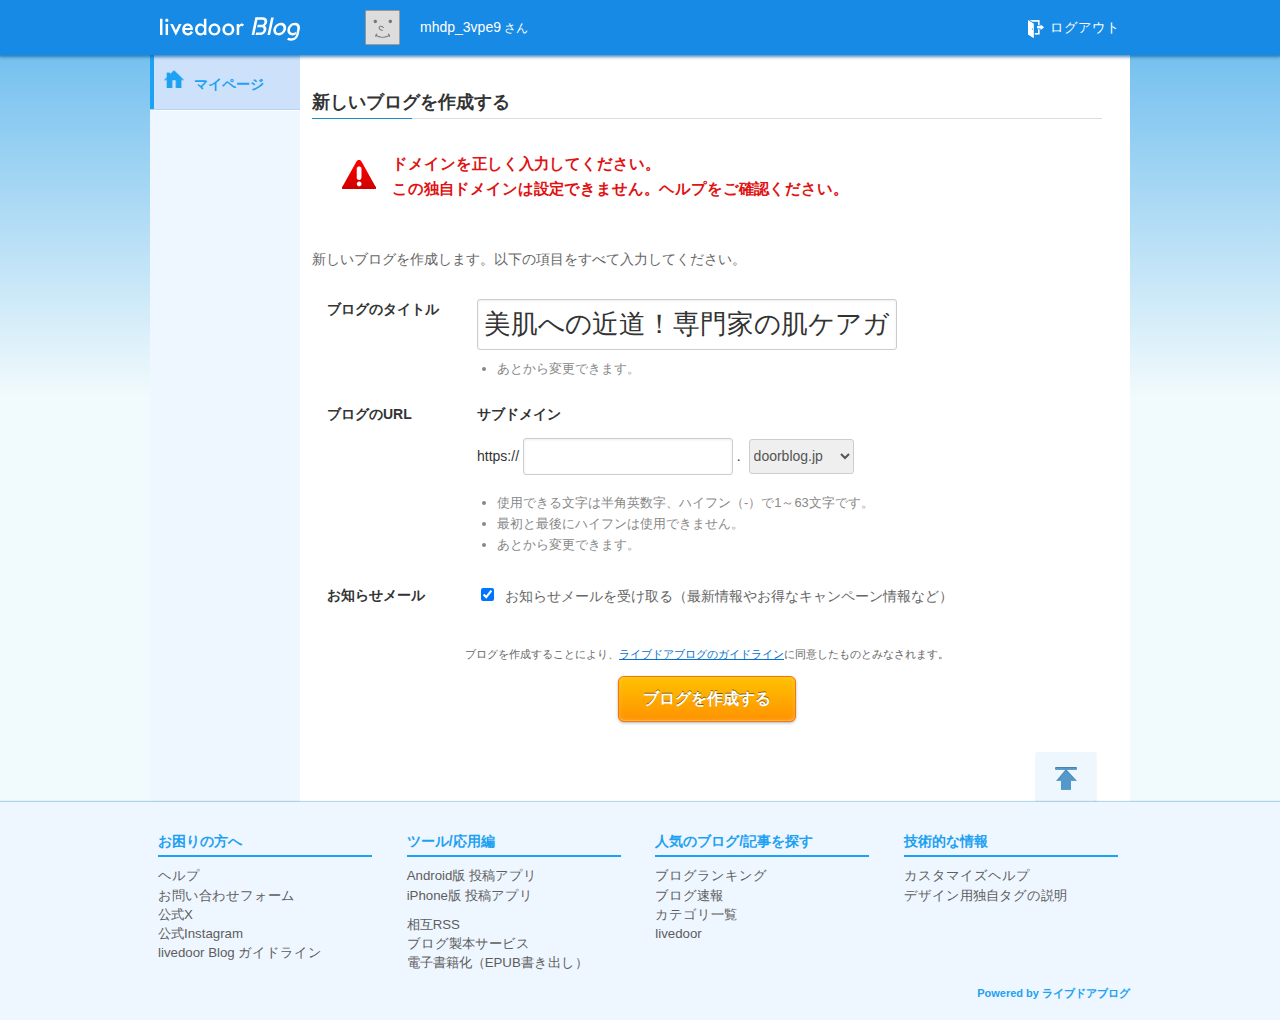 livedoor Blog
mhdp_3vpe9 さん
ログアウト
マイページ
新しいブログを作成する
ドメインを正しく入力してください。
この独自ドメインは設定できません。ヘルプをご確認ください。
新しいブログを作成します。以下の項目をすべて入力してください。
ブログのタイトル
美肌への近道！専門家の肌ケアガ
あとから変更できます。
ブログのURL
サブドメイン
https:// . doorblog.jp
使用できる文字は半角英数字、ハイフン（-）で1～63文字です。
最初と最後にハイフンは使用できません。
あとから変更できます。
お知らせメール
お知らせメールを受け取る（最新情報やお得なキャンペーン情報など）
ブログを作成することにより、ライブドアブログのガイドラインに同意したものとみなされます。
ブログを作成する
お困りの方へ
ヘルプ
お問い合わせフォーム
公式X
公式Instagram
livedoor Blog ガイドライン
ツール/応用編
Android版 投稿アプリ
iPhone版 投稿アプリ
相互RSS
ブログ製本サービス
電子書籍化（EPUB書き出し）
人気のブログ/記事を探す
ブログランキング
ブログ速報
カテゴリ一覧
livedoor
技術的な情報
カスタマイズヘルプ
デザイン用独自タグの説明
Powered by ライブドアブログ